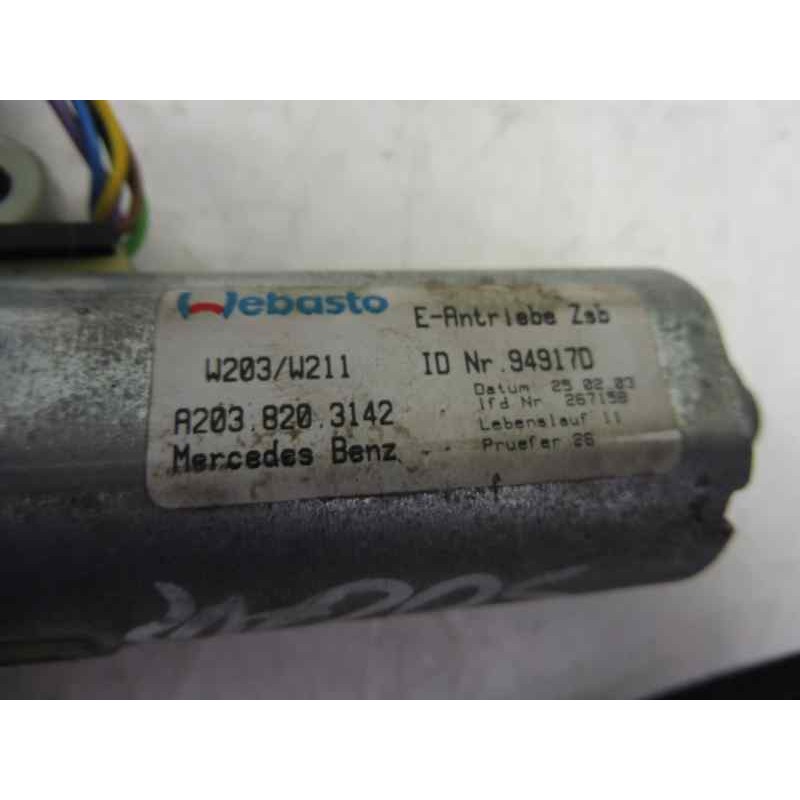 Webasto
E-Antriebe Zsb
W203/W211
ID Nr. 94917D
Datum 25.02.03
lfd Nr 267158
A203.820.3142
Lebenslauf 11
Mercedes Benz
Pruefer 26